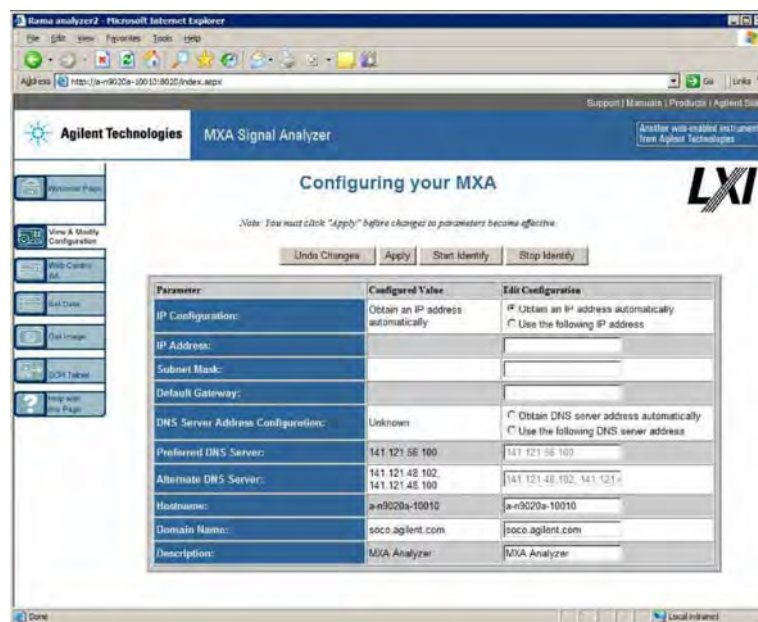 Rama analyzer2 - Microsoft Internet Explorer
File Edit View Favorites Tools Help
Address http://a-n9020a-10010:8020/index.aspx Go Links
Support | Manuals | Products | Agilent
Agilent Technologies MXA Signal Analyzer
Another web-enabled instrument
from Agilent Technologies
Welcome Page
Configuring your MXA
LXI
Note: You must click "Apply" before changes to parameters become effective.
View & Modify
Configuration
Undo Changes Apply Start Identify Stop Identify
Web Control
Get Data
Get Image
SCPI Telnet
Help with
this Page
Parameter Configured Value Edit Configuration
IP Configuration: Obtain an IP address automatically
Obtain an IP address automatically
Use the following IP address
IP Address:
Subnet Mask:
Default Gateway:
DNS Server Address Configuration: Unknown
Obtain DNS server address automatically
Use the following DNS server address
Preferred DNS Server: 141.121.56.100 141.121.56.100
Alternate DNS Server: 141.121.48.102,
141.121.48.100
141.121.48.102, 141.121
Hostname: a-n9020a-10010 a-n9020a-10010
Domain Name: soco.agilent.com soco.agilent.com
Description: MXA Analyzer MXA Analyzer
Done Local intranet